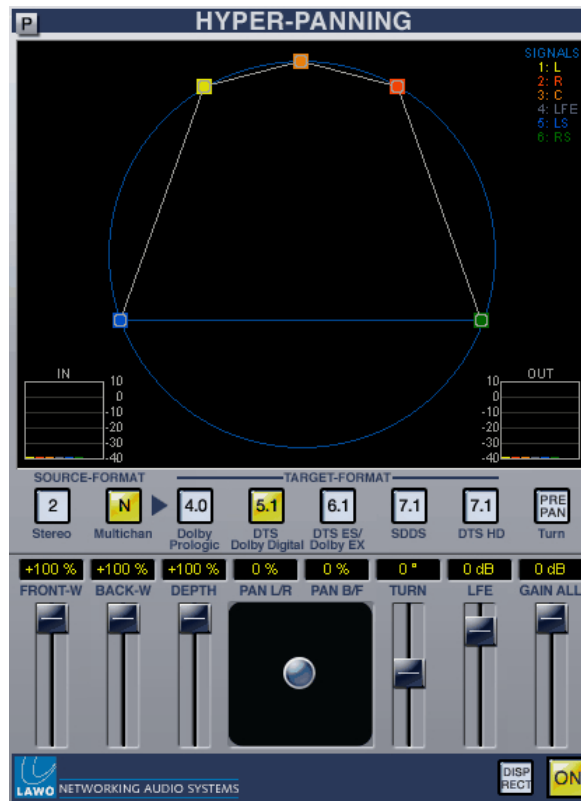 P HYPER-PANNING
SIGNALS
1: L
2: R
3: C
4: LFE
5: LS
6: RS
IN
10
0
-10
-20
-30
-40
OUT
10
0
-10
-20
-30
-40
SOURCE-FORMAT TARGET-FORMAT
2 N 4.0 5.1 6.1 7.1 7.1 PRE PAN
Stereo Multichan Dolby Prologic DTS Dolby Digital DTS ES/ Dolby EX SDDS DTS HD Turn
+100 % +100 % +100 % 0 % 0 % 0 ° 0 dB 0 dB
FRONT-W BACK-W DEPTH PAN L/R PAN B/F TURN LFE GAIN ALL
LAWO NETWORKING AUDIO SYSTEMS
DISP RECT
ON